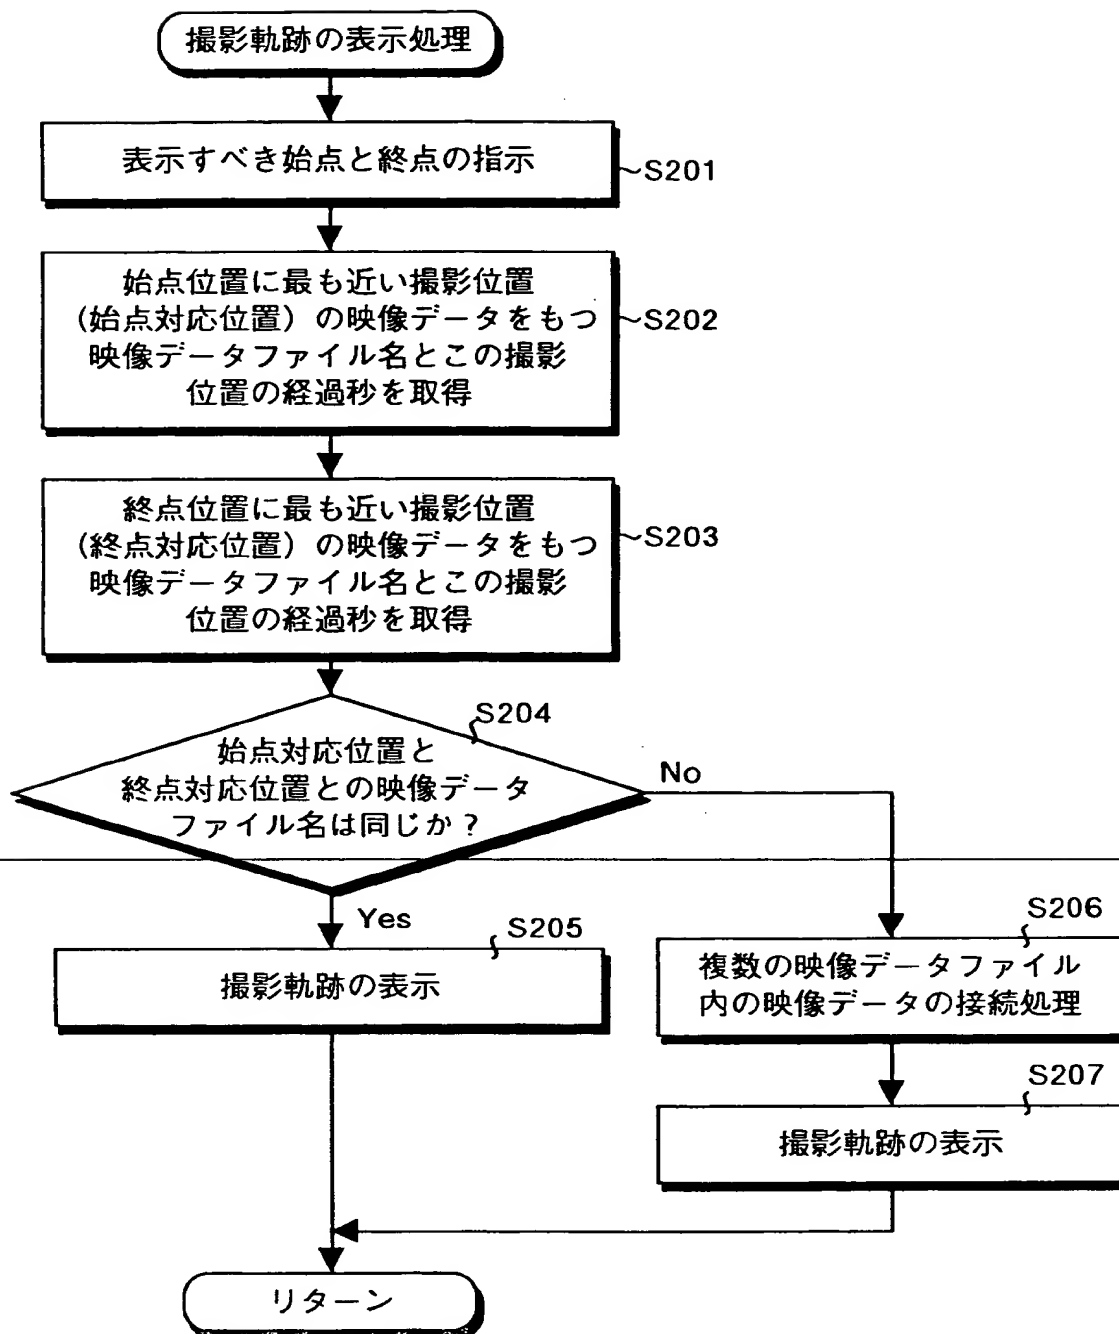 撮影軌跡の表示処理
表示すべき始点と終点の指示
S201
始点位置に最も近い撮影位置
(始点対応位置)の映像データをもつ
映像データファイル名とこの撮影
位置の経過秒を取得
S202
終点位置に最も近い撮影位置
(終点対応位置)の映像データをもつ
映像データファイル名とこの撮影
位置の経過秒を取得
S203
S204
始点対応位置と
終点対応位置との映像データ
ファイル名は同じか?
No
Yes
S205
撮影軌跡の表示
S206
複数の映像データファイル
内の映像データの接続処理
S207
撮影軌跡の表示
リターン